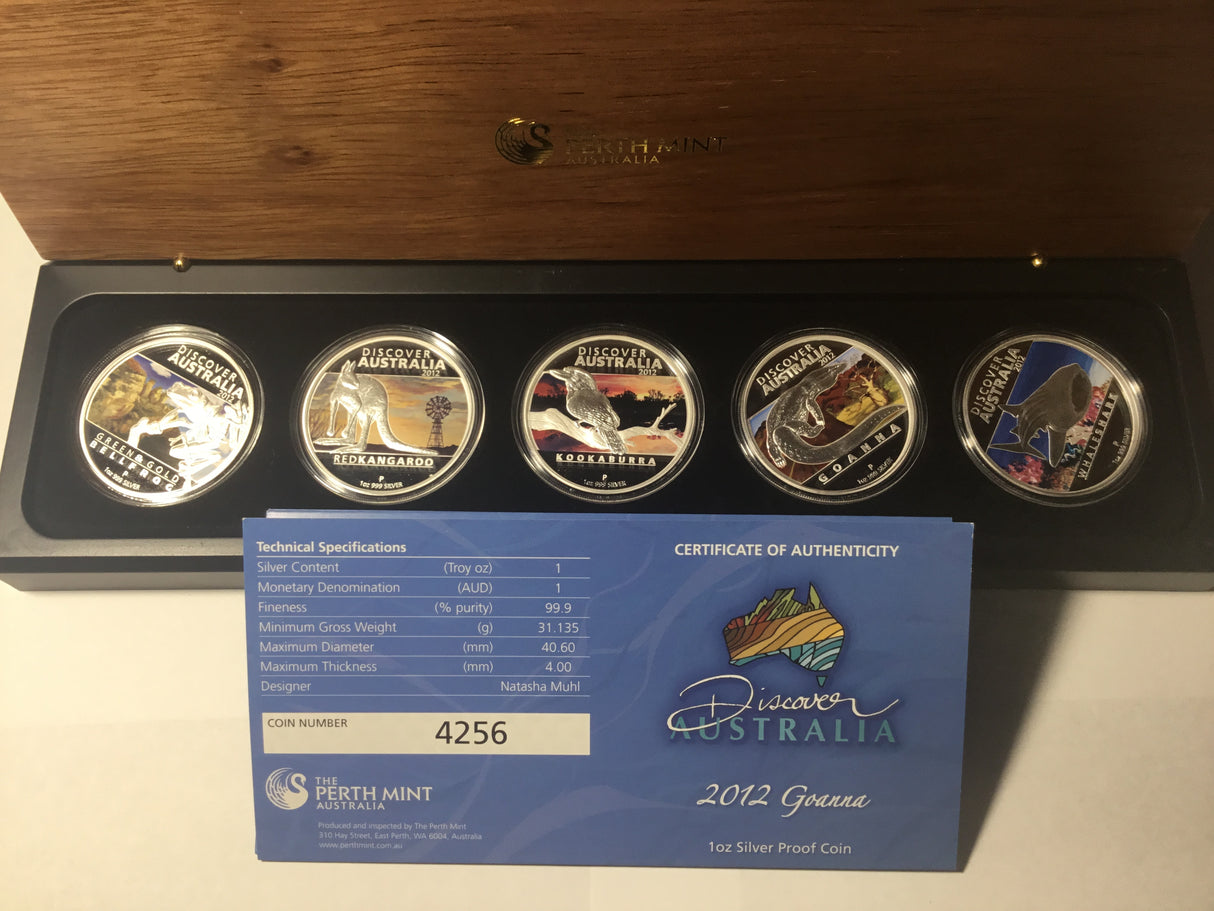 THE
PERTH MINT
AUSTRALIA
DISCOVER
AUSTRALIA
2012
GREEN & GOLD
BELL FROG
P
1oz 999 SILVER
DISCOVER
AUSTRALIA
2012
RED KANGAROO
P
1oz 999 SILVER
DISCOVER
AUSTRALIA
2012
KOOKABURRA
P
1oz 999 SILVER
DISCOVER
AUSTRALIA
2012
GOANNA
P
1oz 999 SILVER
DISCOVER
AUSTRALIA
2012
WHALE SHARK
P
1oz 999 SILVER
Technical Specifications
Silver Content (Troy oz) 1
Monetary Denomination (AUD) 1
Fineness (% purity) 99.9
Minimum Gross Weight (g) 31.135
Maximum Diameter (mm) 40.60
Maximum Thickness (mm) 4.00
Designer Natasha Muhl
COIN NUMBER 4256
THE
PERTH MINT
AUSTRALIA
Produced and inspected by The Perth Mint
310 Hay Street, East Perth, WA 6004, Australia
www.perthmint.com.au
CERTIFICATE OF AUTHENTICITY
Discover
AUSTRALIA
2012 Goanna
1oz Silver Proof Coin